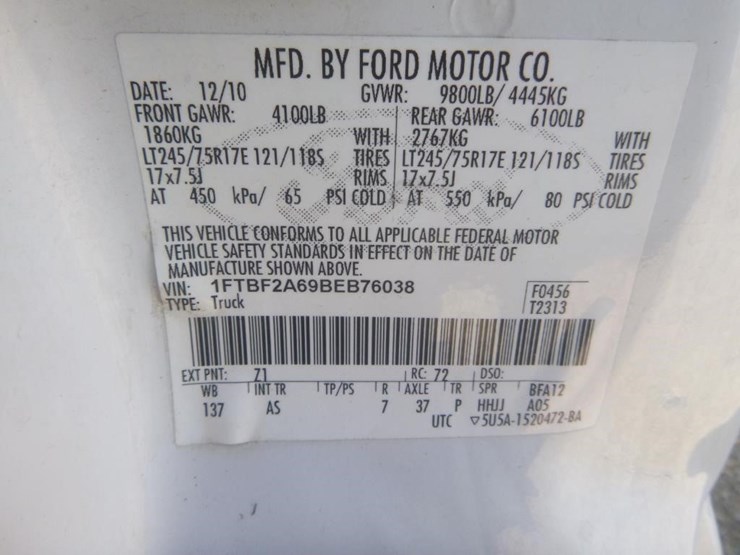 MFD. BY FORD MOTOR CO.
DATE: 12/10 GVWR: 9800LB/ 4445KG
FRONT GAWR: 4100LB REAR GAWR: 6100LB
1860KG WITH 2767KG WITH
LT245/75R17E 121/118S TIRES LT245/75R17E 121/118S TIRES
17x7.5J RIMS 17x7.5J RIMS
AT 450 kPa/ 65 PSI COLD AT 550 kPa/ 80 PSI COLD
THIS VEHICLE CONFORMS TO ALL APPLICABLE FEDERAL MOTOR
VEHICLE SAFETY STANDARDS IN EFFECT ON THE DATE OF
MANUFACTURE SHOWN ABOVE.
VIN: 1FTBF2A69BEB76038 F0456
TYPE: Truck T2313
EXT PNT: Z1 RC: 72 DSO:
WB INT TR TP/PS R AXLE TR SPR BFA12
137 AS 7 37 P HHJJ A05
UTC ▽5U5A-1520472-BA